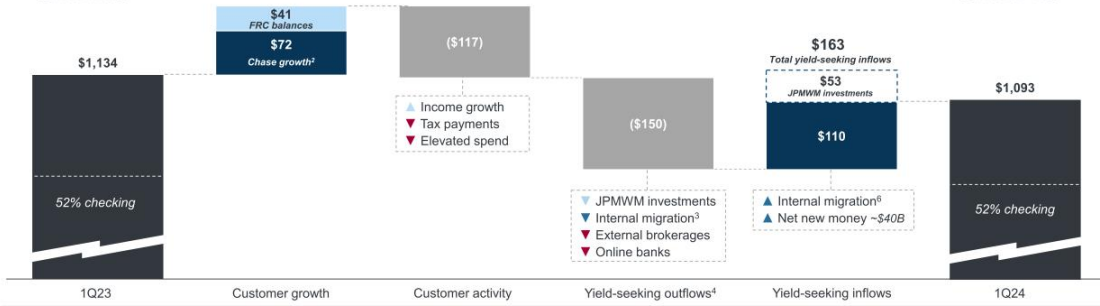 $41
FRC balances
$72
Chase growth²
($117)
$163
Total yield-seeking inflows
$1,134
$53
JPMWM investments
$1,093
▲ Income growth
▼ Tax payments
▼ Elevated spend
($150)
$110
52% checking
▼ JPMWM investments
▼ Internal migration³
▼ External brokerages
▼ Online banks
▲ Internal migration⁶
▲ Net new money ~$40B
52% checking
1Q23
Customer growth
Customer activity
Yield-seeking outflows⁴
Yield-seeking inflows
1Q24